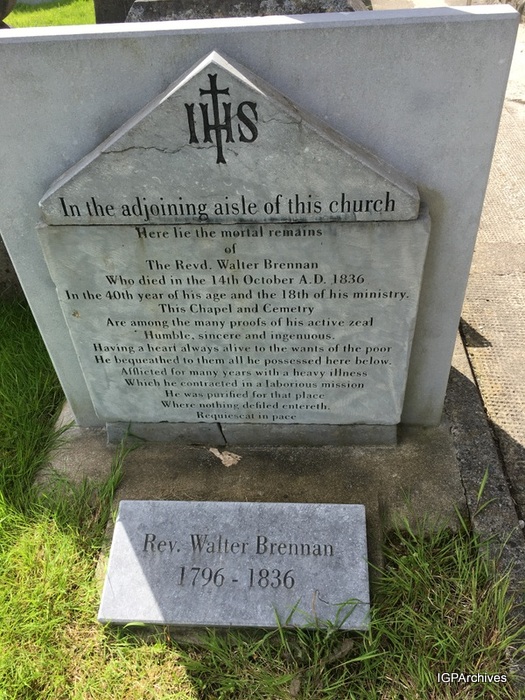 IHS
In the adjoining aisle of this church
Here lie the mortal remains
of
The Revd. Walter Brennan
Who died in the 14th October A.D. 1836
In the 40th year of his age and the 18th of his ministry.
This Chapel and Cemetry
Are among the many proofs of his active zeal
Humble, sincere and ingenuous.
Having a heart always alive to the wants of the poor
He bequeathed to them all he possessed here below.
Afflicted for many years with a heavy illness
Which he contracted in a laborious mission
He was purified for that place
Where nothing defiled entereth.
Requiescat in pace
Rev. Walter Brennan
1796 - 1836
IGPArchives